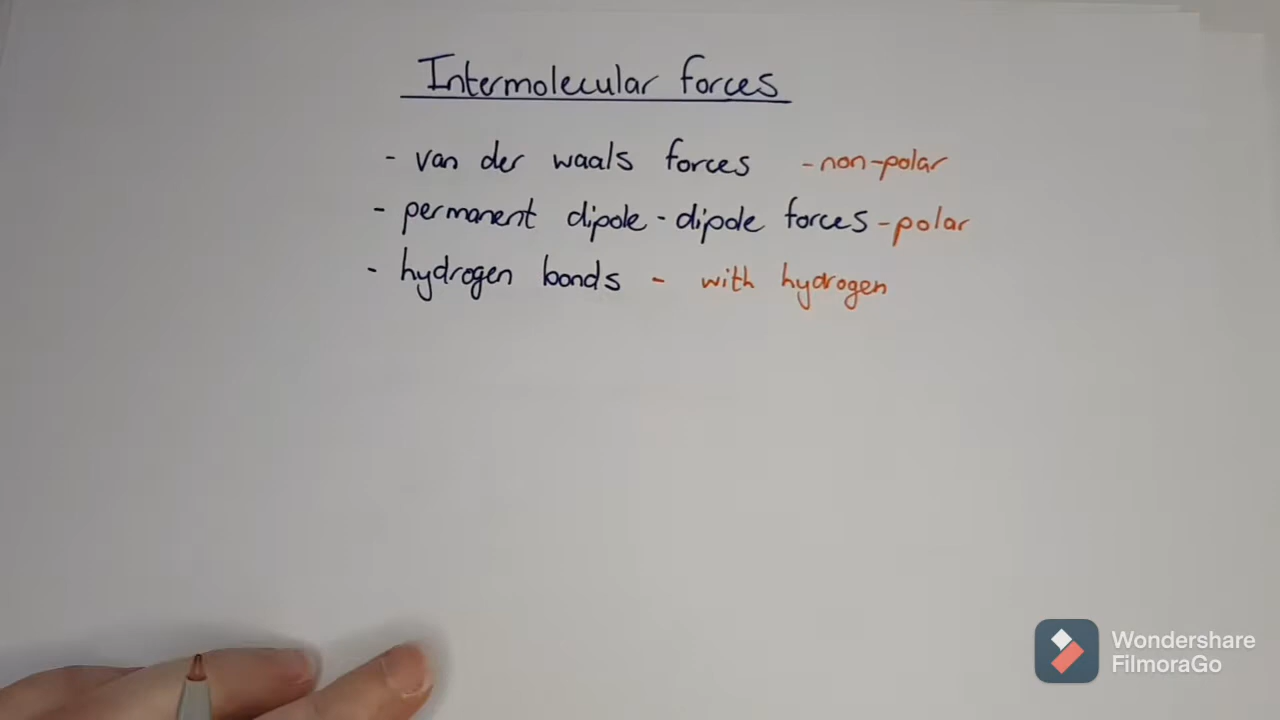 Intermolecular forces
- van der waals forces - non-polar
- permanent dipole - dipole forces - polar
- hydrogen bonds - with hydrogen
Wondershare
FilmoraGo